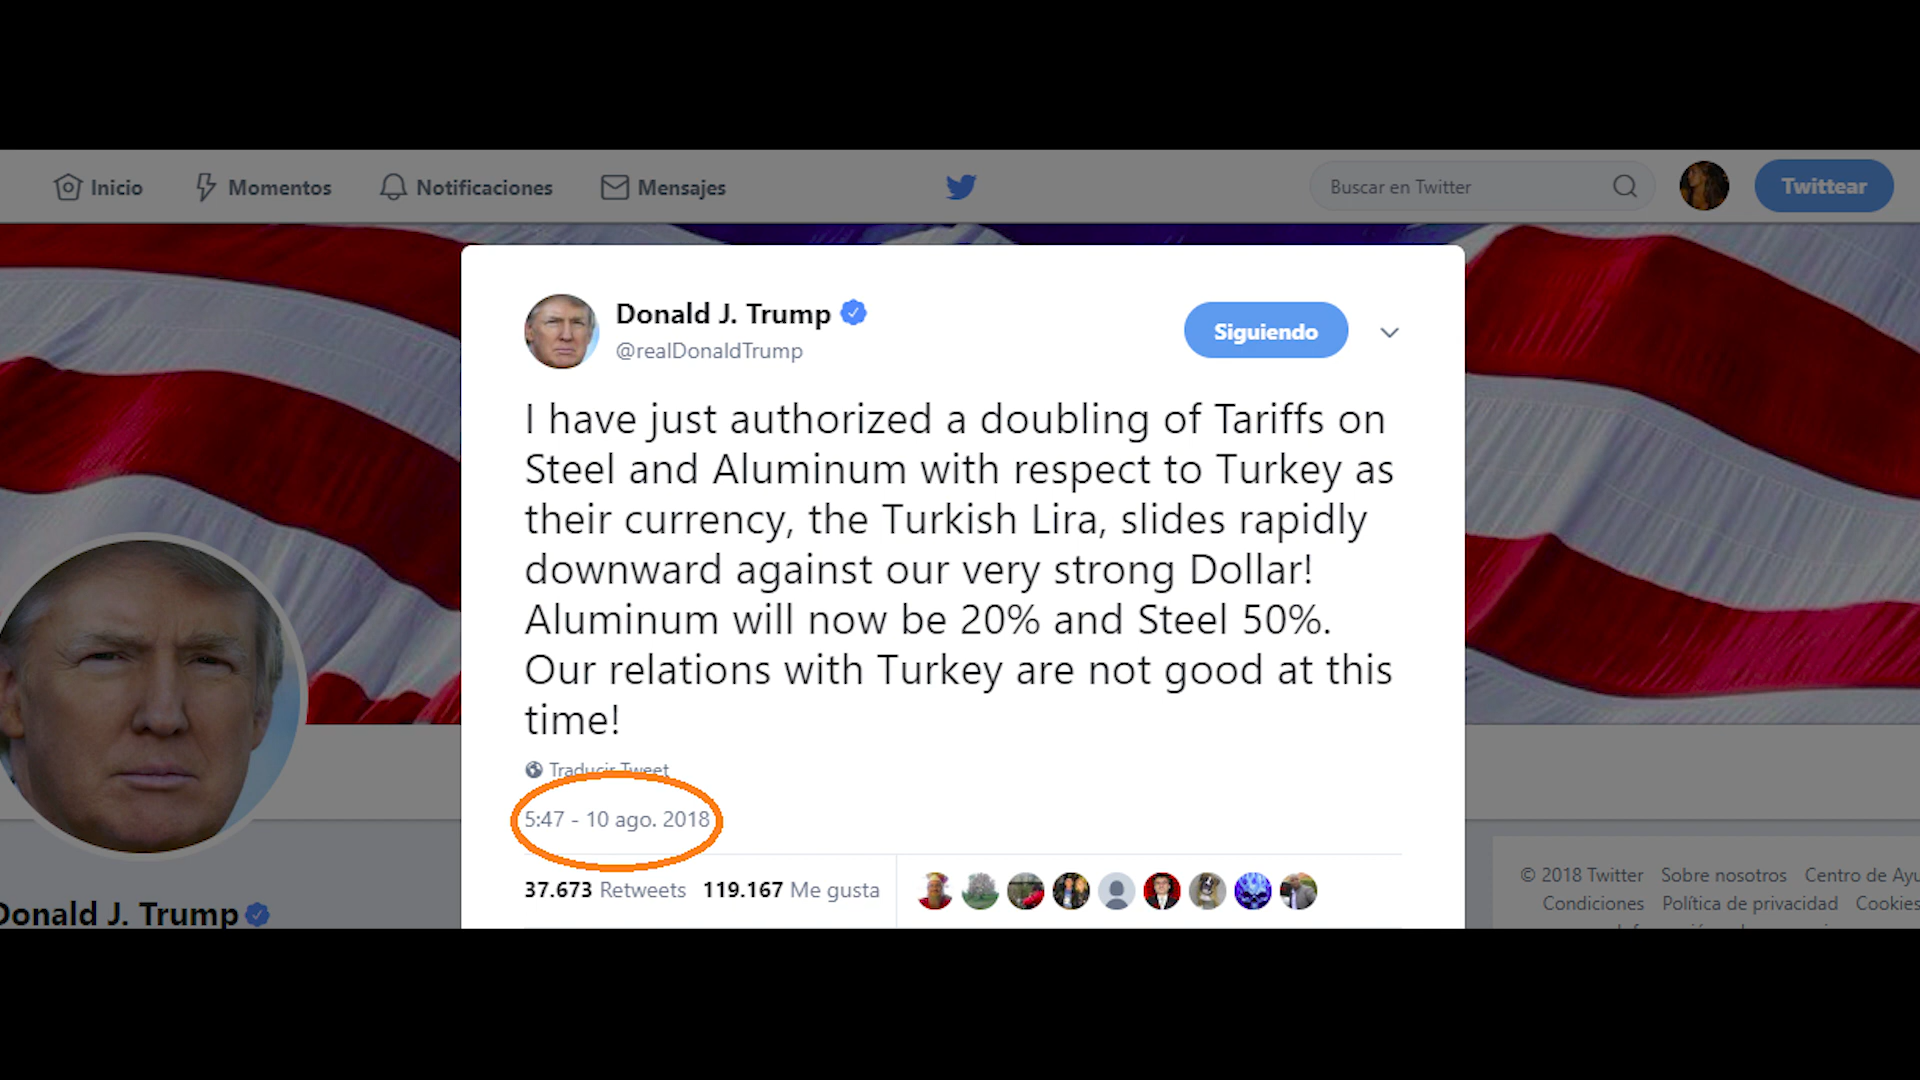 Inicio
Momentos
Notificaciones
Mensajes
Buscar en Twitter
Twittear
Donald J. Trump
@realDonaldTrump
Siguiendo
I have just authorized a doubling of Tariffs on
Steel and Aluminum with respect to Turkey as
their currency, the Turkish Lira, slides rapidly
downward against our very strong Dollar!
Aluminum will now be 20% and Steel 50%.
Our relations with Turkey are not good at this
time!
Traducir Tweet
5:47 - 10 ago. 2018
37.673 Retweets 119.167 Me gusta
Donald J. Trump
© 2018 Twitter Sobre nosotros Centro de Ayu
Condiciones Política de privacidad Cookies